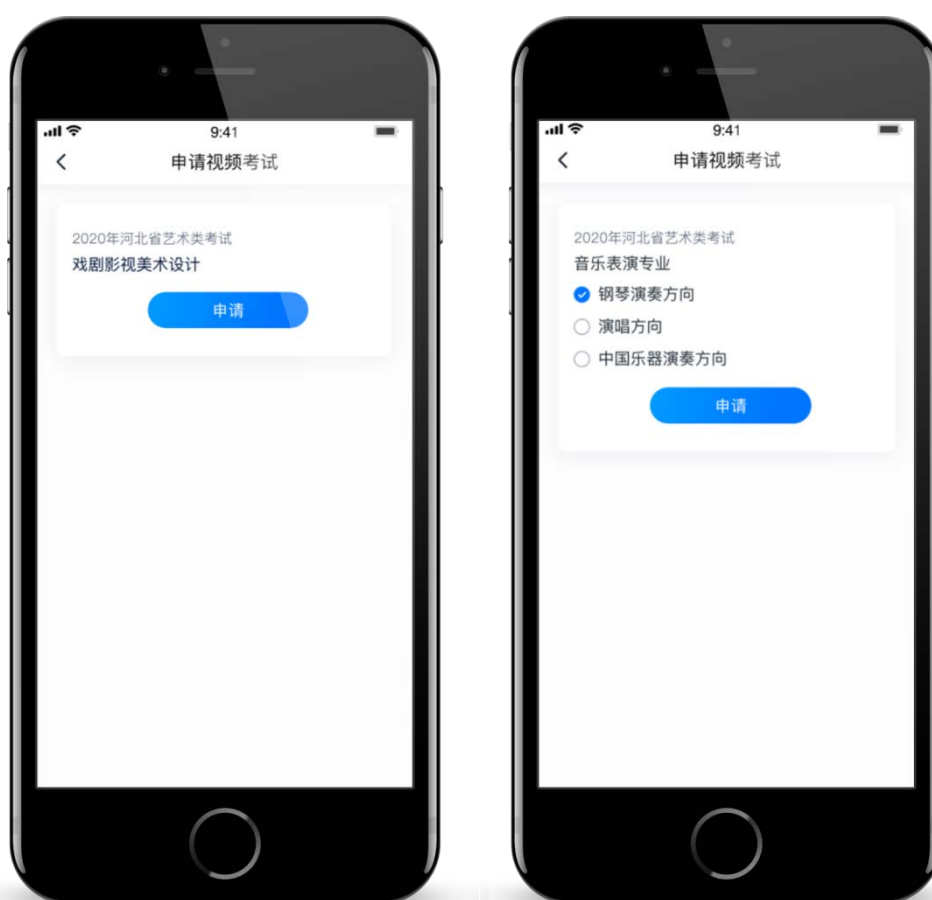 9:41
申请视频考试
2020年河北省艺术类考试
戏剧影视美术设计
申请
9:41
申请视频考试
2020年河北省艺术类考试
音乐表演专业
钢琴演奏方向
演唱方向
中国乐器演奏方向
申请